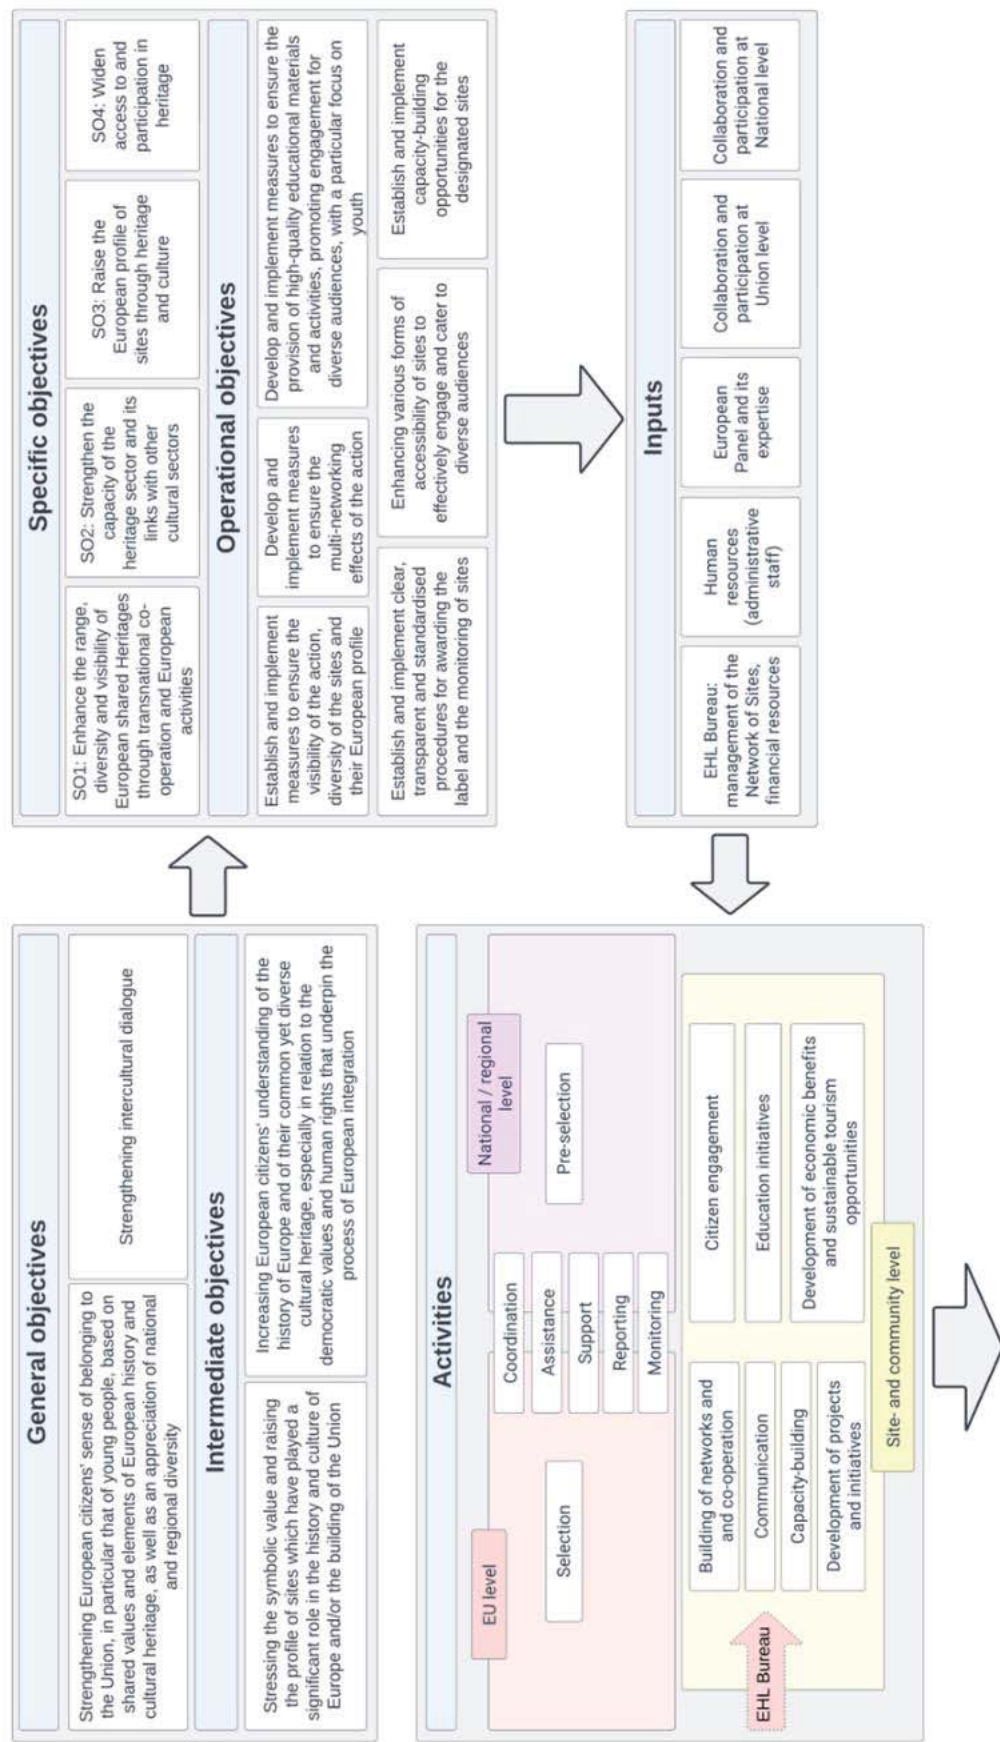 General objectives
Strengthening European citizens' sense of belonging to
the Union, in particular that of young people, based on
shared values and elements of European history and
cultural heritage, as well as an appreciation of national
and regional diversity
Strengthening intercultural dialogue
Intermediate objectives
Stressing the symbolic value and raising
the profile of sites which have played a
significant role in the history and culture of
Europe and/or the building of the Union
Increasing European citizens' understanding of the
history of Europe and of their common yet diverse
cultural heritage, especially in relation to the
democratic values and human rights that underpin the
process of European integration
Specific objectives
SO1: Enhance the range,
diversity and visibility of
European shared Heritages
through transnational co-
operation and European
activities
SO2: Strengthen the
capacity of the
heritage sector and its
links with other
cultural sectors
SO3: Raise the
European profile of
sites through heritage
and culture
SO4: Widen
access to and
participation in
heritage
Operational objectives
Establish and implement
measures to ensure the
visibility of the action,
diversity of the sites and
their European profile
Develop and
implement measures
to ensure the
multi-networking
effects of the action
Develop and implement measures to ensure the
provision of high-quality educational materials
and activities, promoting engagement for
diverse audiences, with a particular focus on
youth
Establish and implement clear,
transparent and standardised
procedures for awarding the
label and the monitoring of sites
Enhancing various forms of
accessibility of sites to
effectively engage and cater to
diverse audiences
Establish and implement
capacity-building
opportunities for the
designated sites
Inputs
EHL Bureau:
management of the
Network of Sites,
financial resources
Human
resources
(administrative
staff)
European
Panel and its
expertise
Collaboration and
participation at
Union level
Collaboration and
participation at
National level
Activities
EU level
National / regional
level
Selection
Coordination
Assistance
Support
Reporting
Monitoring
Pre-selection
EHL Bureau
Building of networks and
and co-operation
Communication
Capacity-building
Development of projects
and initiatives
Citizen engagement
Education initiatives
Development of economic benefits
and sustainable tourism
opportunities
Site- and community level